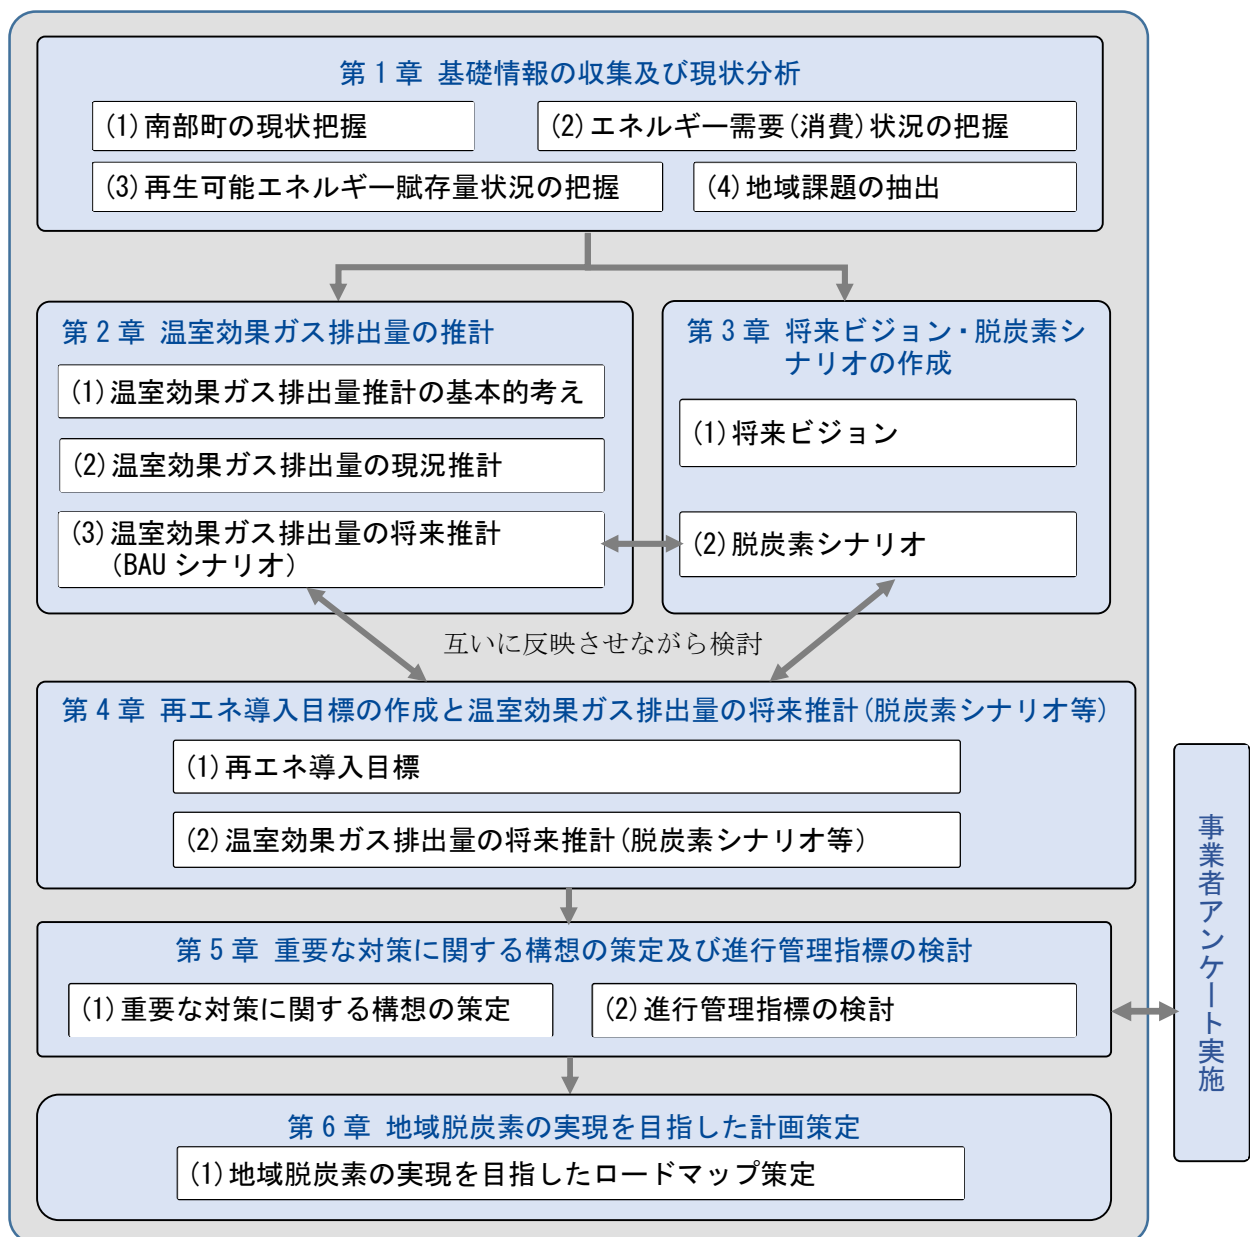 第1章 基礎情報の収集及び現状分析
(1)南部町の現状把握
(2)エネルギー需要(消費)状況の把握
(3)再生可能エネルギー賦存量状況の把握
(4)地域課題の抽出
第2章 温室効果ガス排出量の推計
(1)温室効果ガス排出量推計の基本的考え
(2)温室効果ガス排出量の現況推計
(3)温室効果ガス排出量の将来推計
(BAUシナリオ)
第3章 将来ビジョン・脱炭素シ
ナリオの作成
(1)将来ビジョン
(2)脱炭素シナリオ
互いに反映させながら検討
第4章 再エネ導入目標の作成と温室効果ガス排出量の将来推計(脱炭素シナリオ等)
(1)再エネ導入目標
(2)温室効果ガス排出量の将来推計(脱炭素シナリオ等)
第5章 重要な対策に関する構想の策定及び進行管理指標の検討
(1)重要な対策に関する構想の策定
(2)進行管理指標の検討
事業者アンケート実施
第6章 地域脱炭素の実現を目指した計画策定
(1)地域脱炭素の実現を目指したロードマップ策定